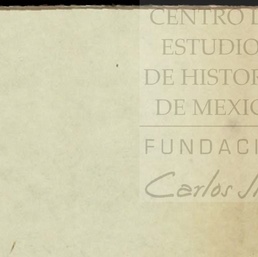 CENTRO D
ESTUDIO
DE HISTOR
DE MEXIC
FUNDACI
Carlos